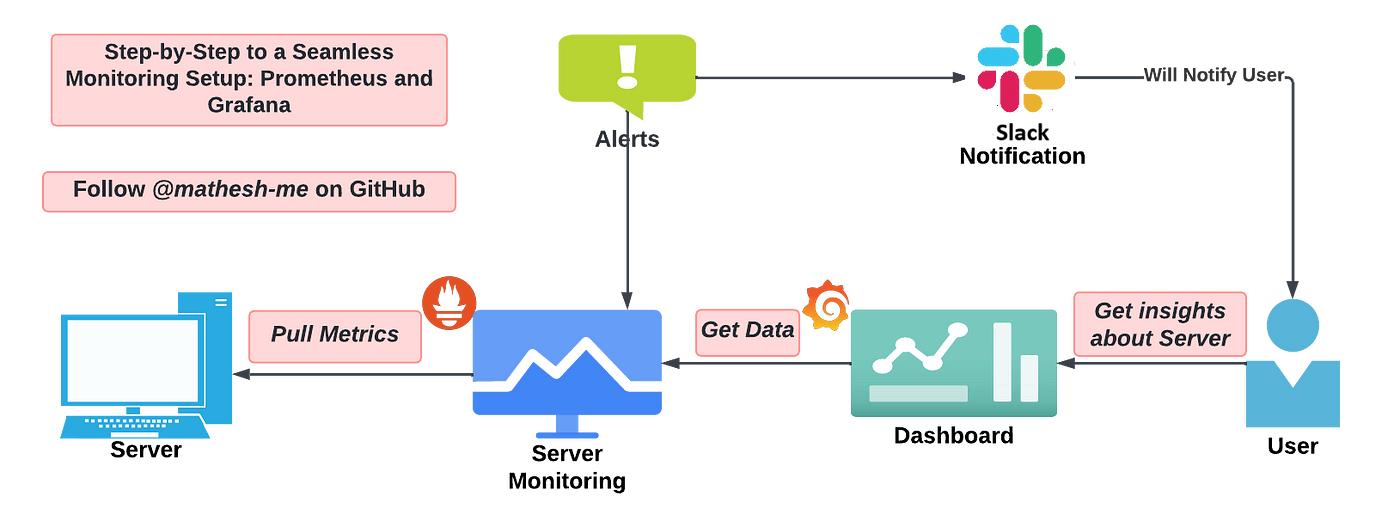 Step-by-Step to a Seamless
Monitoring Setup: Prometheus and
Grafana
Follow @mathesh-me on GitHub
Alerts
Slack
Notification
Will Notify User
Pull Metrics
Get Data
Get insights
about Server
Server
Server
Monitoring
Dashboard
User